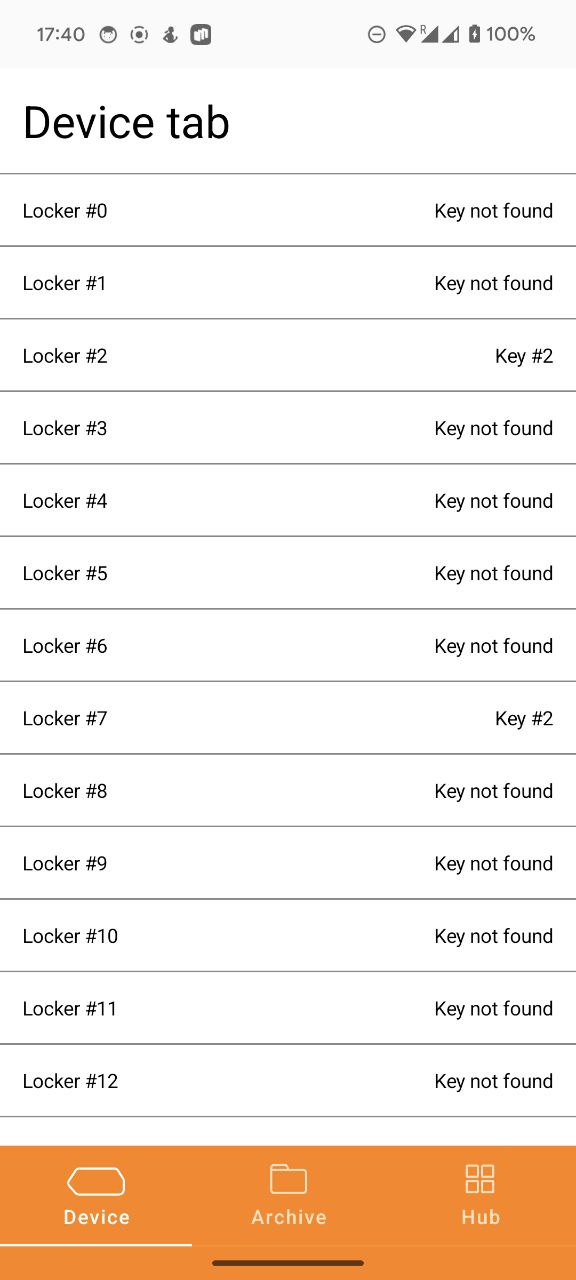 17:40 R 100%
Device tab
Locker #0 Key not found
Locker #1 Key not found
Locker #2 Key #2
Locker #3 Key not found
Locker #4 Key not found
Locker #5 Key not found
Locker #6 Key not found
Locker #7 Key #2
Locker #8 Key not found
Locker #9 Key not found
Locker #10 Key not found
Locker #11 Key not found
Locker #12 Key not found
Device Archive Hub